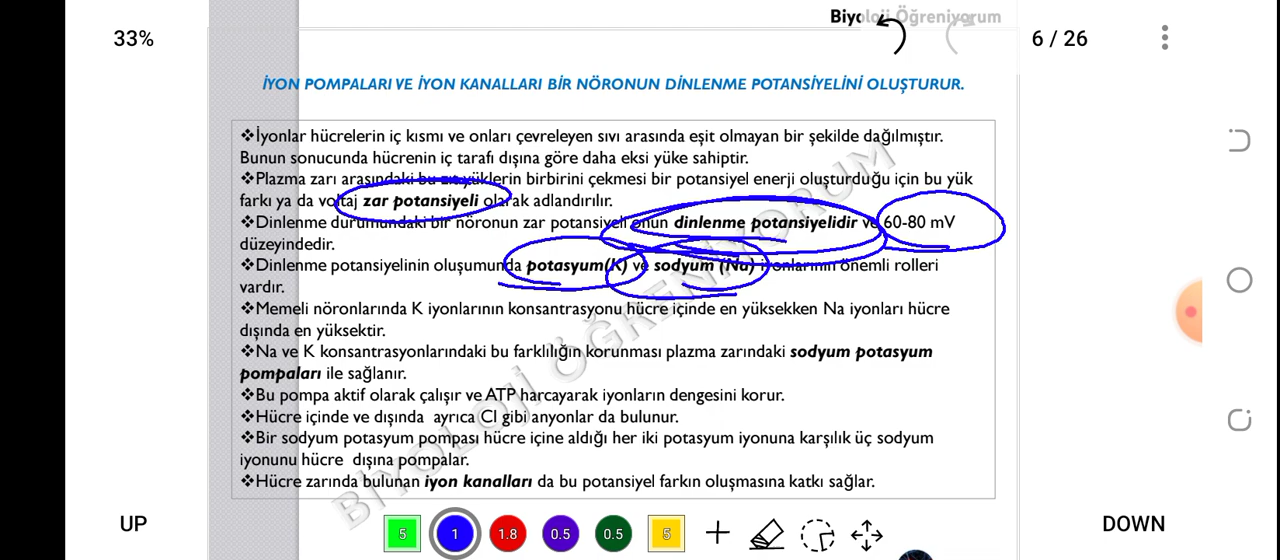 Biyoloji Öğreniyorum
33%
6 / 26
İYON POMPALARI VE İYON KANALLARI BİR NÖRONUN DİNLENME POTANSİYELİNİ OLUŞTURUR.
❖İyonlar hücrelerin iç kısmı ve onları çevreleyen sıvı arasında eşit olmayan bir şekilde dağılmıştır.
Bunun sonucunda hücrenin iç tarafı dışına göre daha eksi yüke sahiptir.
❖Plazma zarı arasındaki bu zıt yüklerin birbirini çekmesi bir potansiyel enerji oluşturduğu için bu yük
farkı ya da voltaj zar potansiyeli olarak adlandırılır.
❖Dinlenme durumundaki bir nöronun zar potansiyeli onun dinlenme potansiyelidir ve 60-80 mV
düzeyindedir.
❖Dinlenme potansiyelinin oluşumunda potasyum(K) ve sodyum (Na) iyonlarının önemli rolleri
vardır.
❖Memeli nöronlarında K iyonlarının konsantrasyonu hücre içinde en yüksekken Na iyonları hücre
dışında en yüksektir.
❖Na ve K konsantrasyonlarındaki bu farklılığın korunması plazma zarındaki sodyum potasyum
pompaları ile sağlanır.
❖Bu pompa aktif olarak çalışır ve ATP harcayarak iyonların dengesini korur.
❖Hücre içinde ve dışında ayrıca Cl gibi anyonlar da bulunur.
❖Bir sodyum potasyum pompası hücre içine aldığı her iki potasyum iyonuna karşılık üç sodyum
iyonunu hücre dışına pompalar.
❖Hücre zarında bulunan iyon kanalları da bu potansiyel farkın oluşmasına katkı sağlar.
BİYOLOJİ ÖĞRENİYORUM
UP
5
1
1.8
0.5
0.5
5
DOWN